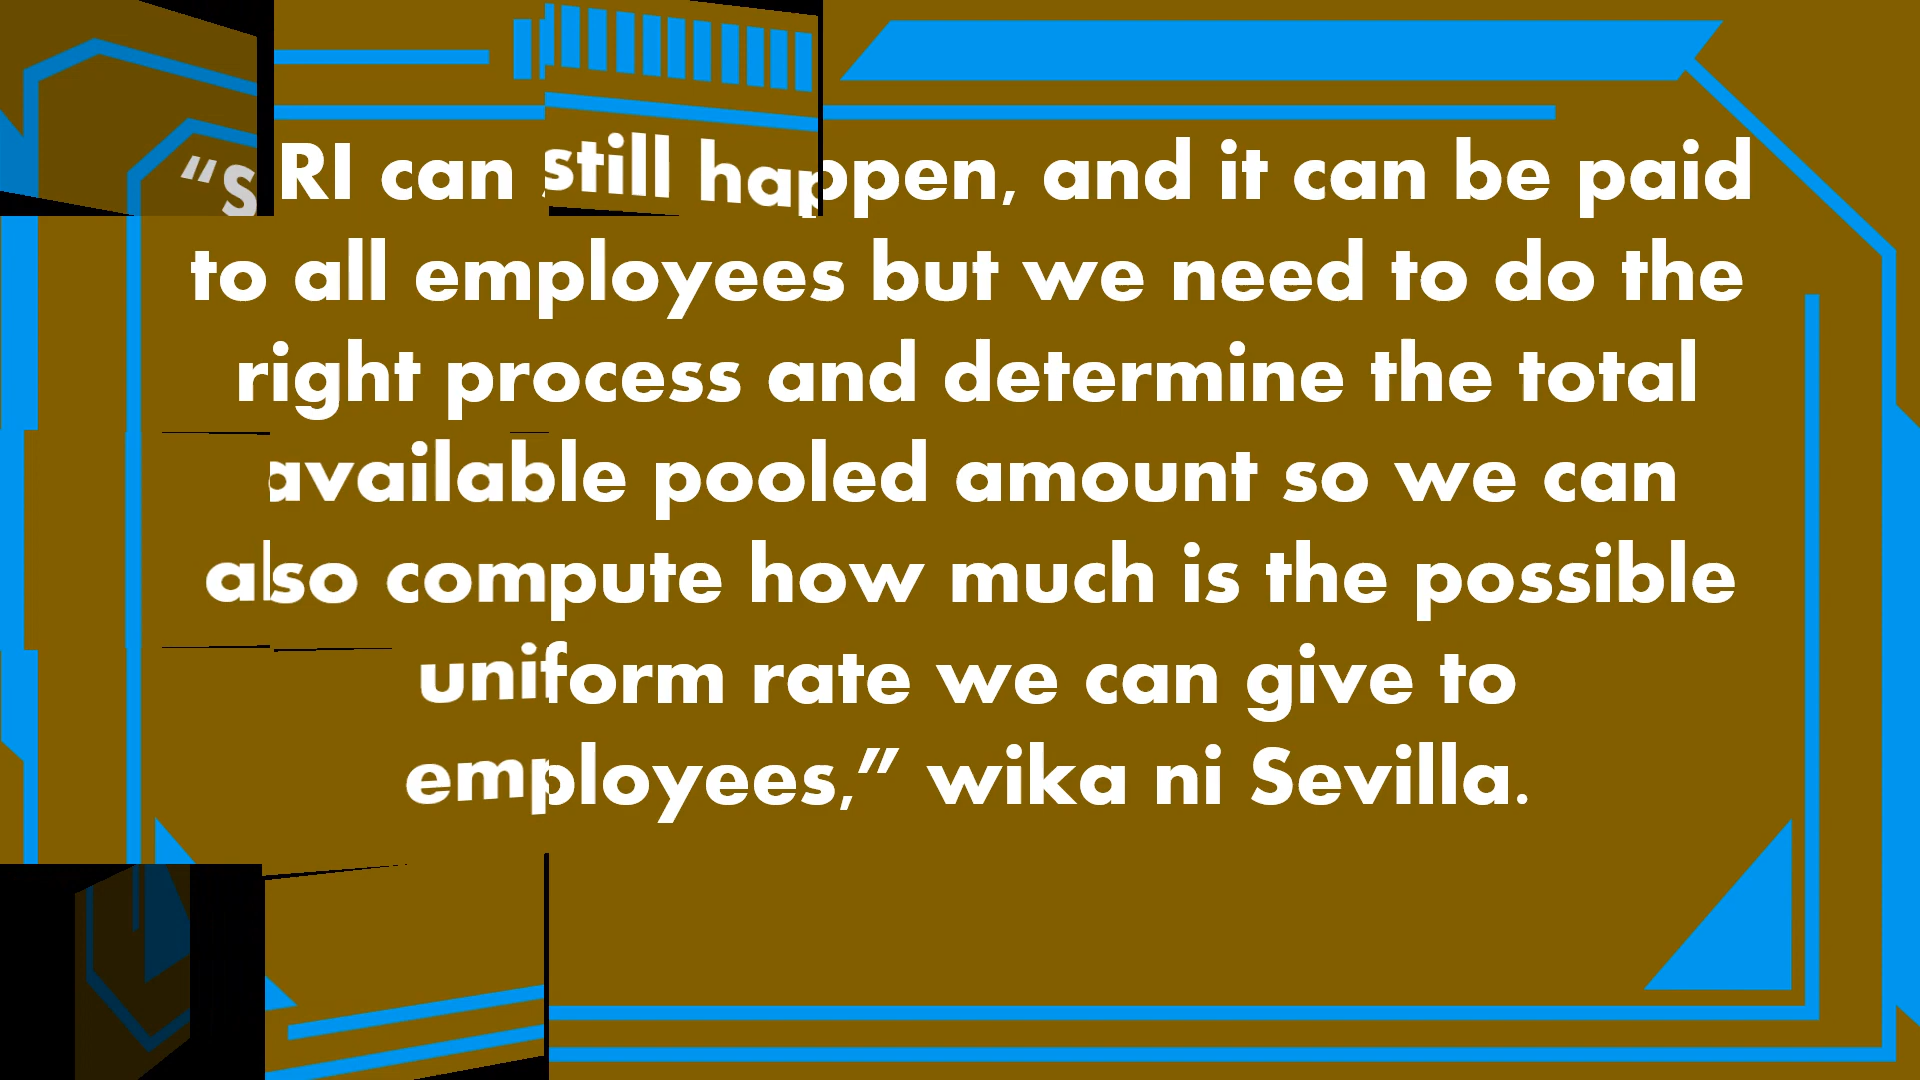 “SRI can still happen, and it can be paid
to all employees but we need to do the
right process and determine the total
available pooled amount so we can
also compute how much is the possible
uniform rate we can give to
employees,” wika ni Sevilla.